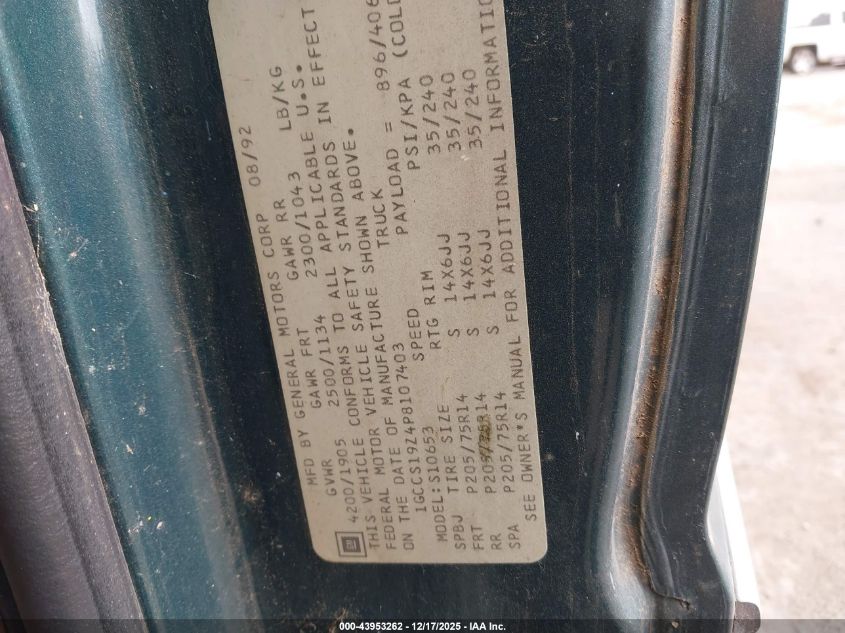 MFD BY GENERAL MOTORS CORP 08/92
GVWR GAWR FRT GAWR RR LB/KG
4200/1905 2500/1134 2300/1043
THIS VEHICLE CONFORMS TO ALL APPLICABLE U.S.
FEDERAL MOTOR VEHICLE SAFETY STANDARDS IN EFFECT
ON THE DATE OF MANUFACTURE SHOWN ABOVE.
1GCCS19Z4P8107403 TRUCK
MODEL:S10653 PAYLOAD = 896/406
SPBJ TIRE SIZE SPEED RTG RIM PSI/KPA (COLD
FRT P205/75R14 S 14X6JJ 35/240
RR P205/75R14 S 14X6JJ 35/240
SPA P205/75R14 S 14X6JJ 35/240
SEE OWNER'S MANUAL FOR ADDITIONAL INFORMATIO
GM
000-43953262 - 12/17/2025 - IAA Inc.